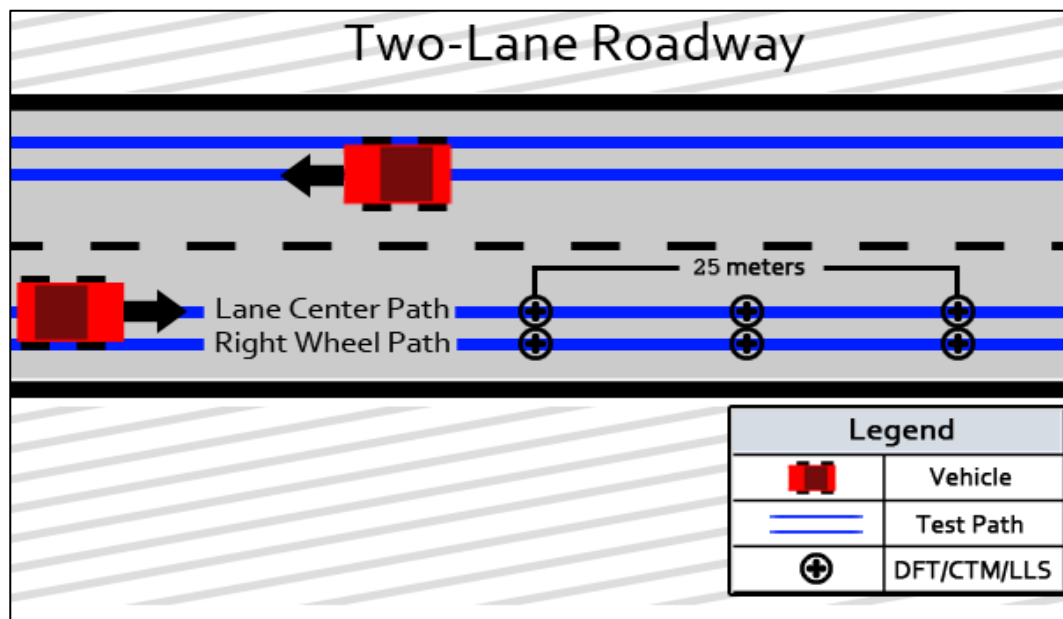 Two-Lane Roadway
25 meters
Lane Center Path
Right Wheel Path
Legend
Vehicle
Test Path
DFT/CTM/LLS